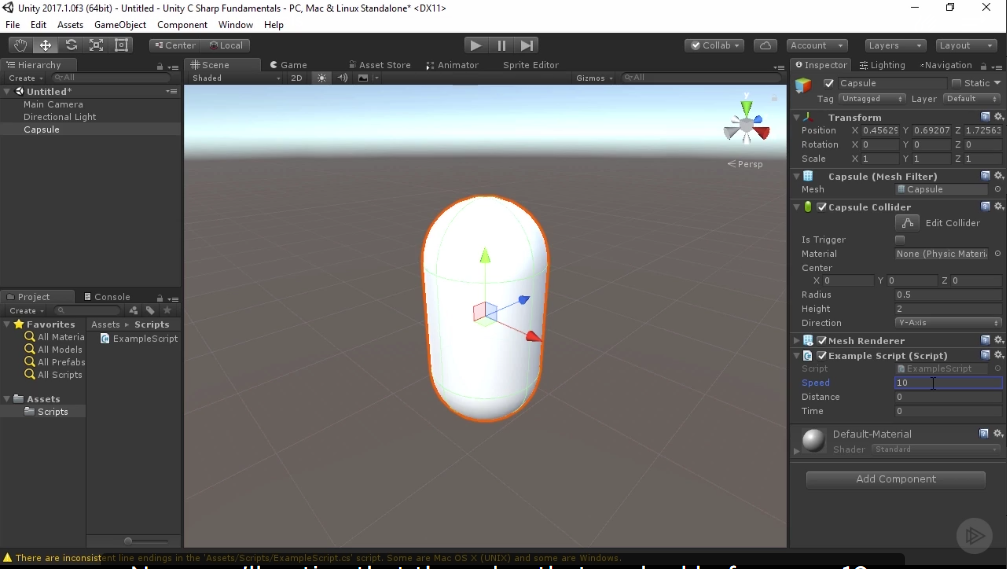 Unity 2017.1.0f3 (64bit) - Untitled - Unity C Sharp Fundamentals - PC, Mac & Linux Standalone* <DX11>
File Edit Assets GameObject Component Window Help
Center Local Collab Account Layers Layout
Hierarchy Scene Game Asset Store Animator Sprite Editor Inspector Lighting Navigation
Create All Shaded 2D Gizmos All Capsule Static
Untitled*
Main Camera
Directional Light
Capsule
y
Persp
Tag Untagged Layer Default
Transform
Position X 0.45629 Y 0.69207 Z 1.72563
Rotation X 0 Y 0 Z 0
Scale X 1 Y 1 Z 1
Capsule (Mesh Filter)
Mesh Capsule
Capsule Collider
Edit Collider
Is Trigger
Material None (Physic Materi
Center
X 0 Y 0 Z 0
Radius 0.5
Height 2
Direction Y-Axis
Mesh Renderer
Example Script (Script)
Script ExampleScript
Speed 10
Distance 0
Time 0
Default-Material
Shader Standard
Add Component
Project Console
Create
Favorites Assets Scripts
All Materia ExampleScript
All Models
All Prefabs
All Scripts
Assets
Scripts
There are inconsistent line endings in the 'Assets/Scripts/ExampleScript.cs' script. Some are Mac OS X (UNIX) and some are Windows.